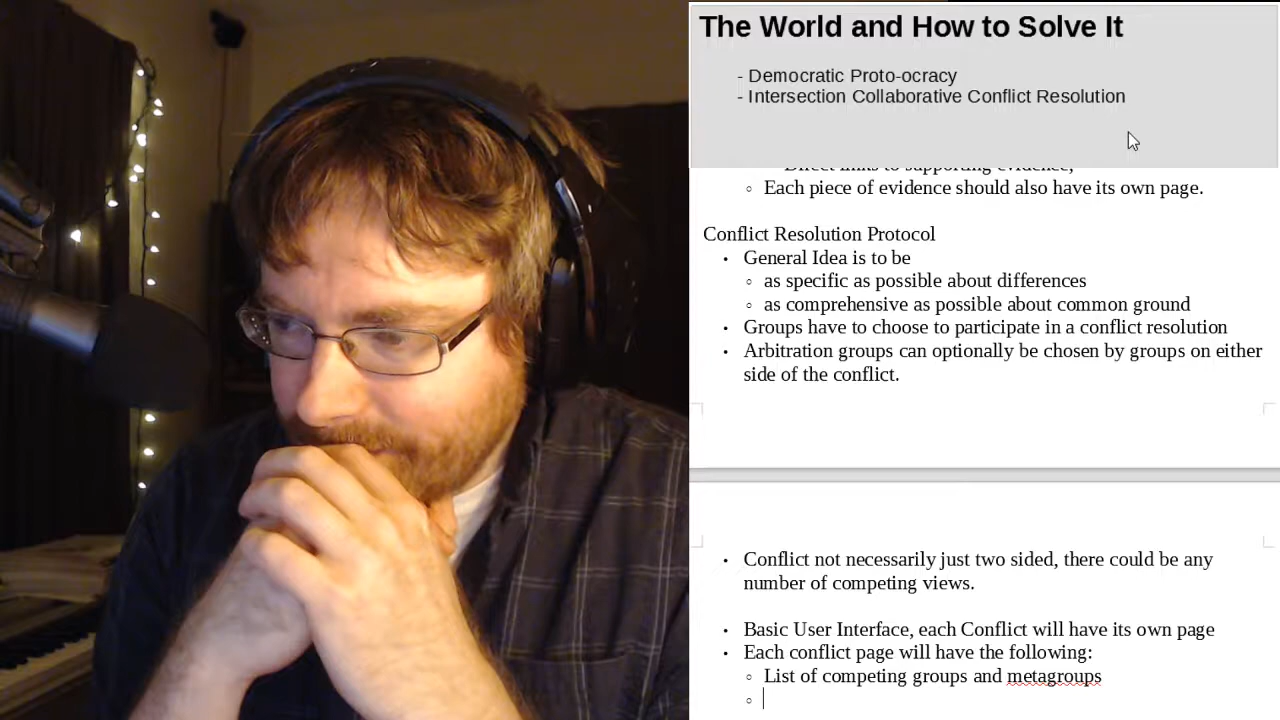 The World and How to Solve It
- Democratic Proto-ocracy
- Intersection Collaborative Conflict Resolution
Direct links to supporting evidence,
◦ Each piece of evidence should also have its own page.
Conflict Resolution Protocol
• General Idea is to be
◦ as specific as possible about differences
◦ as comprehensive as possible about common ground
• Groups have to choose to participate in a conflict resolution
• Arbitration groups can optionally be chosen by groups on either
side of the conflict.
• Conflict not necessarily just two sided, there could be any
number of competing views.
• Basic User Interface, each Conflict will have its own page
• Each conflict page will have the following:
◦ List of competing groups and metagroups
◦